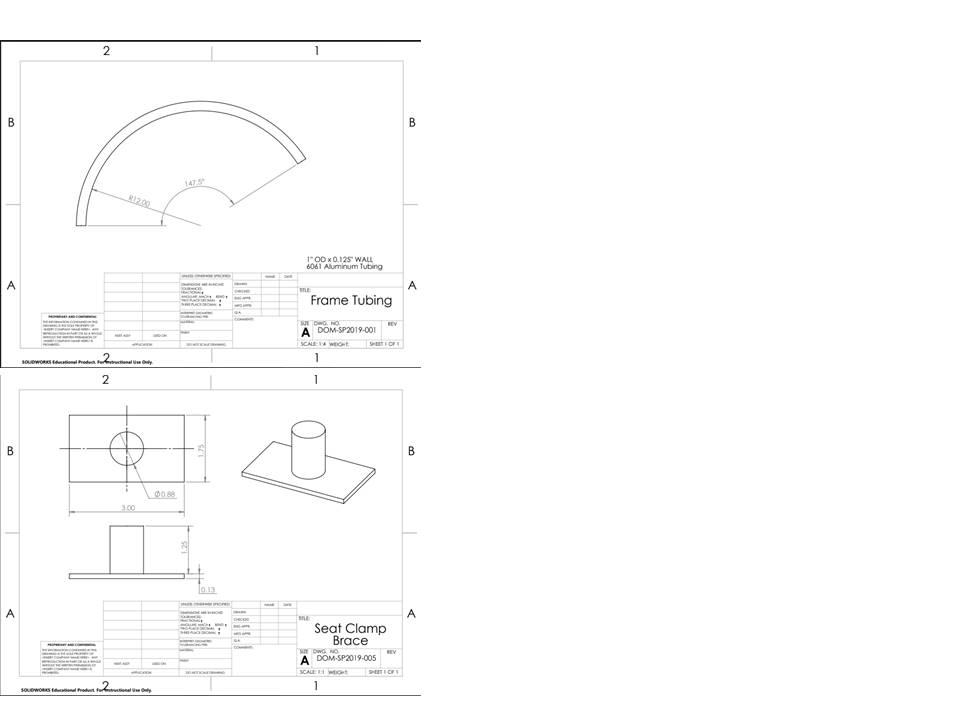 2 1
B B
147.5°
R12.00
1" OD x 0.125" WALL
6061 Aluminum Tubing
A A
UNLESS OTHERWISE SPECIFIED:
NAME DATE
DIMENSIONS ARE IN INCHES
TOLERANCES:
FRACTIONAL±
ANGULAR: MACH± BEND ±
TWO PLACE DECIMAL ±
THREE PLACE DECIMAL ±
DRAWN
CHECKED
ENG APPR.
MFG APPR.
INTERPRET GEOMETRIC
TOLERANCING PER:
Q.A.
COMMENTS:
MATERIAL
FINISH
TITLE:
Frame Tubing
PROPRIETARY AND CONFIDENTIAL
THE INFORMATION CONTAINED IN THIS
DRAWING IS THE SOLE PROPERTY OF
<INSERT COMPANY NAME HERE>. ANY
REPRODUCTION IN PART OR AS A WHOLE
WITHOUT THE WRITTEN PERMISSION OF
<INSERT COMPANY NAME HERE> IS
PROHIBITED.
NEXT ASSY USED ON
APPLICATION
DO NOT SCALE DRAWING
SIZE DWG. NO. REV
A DOM-SP2019-001
SCALE: 1:4 WEIGHT: SHEET 1 OF 1
2 1
SOLIDWORKS Educational Product. For Instructional Use Only.
2 1
B B
1.75
Ø0.88
3.00
1.25
0.13
A A
UNLESS OTHERWISE SPECIFIED:
NAME DATE
DIMENSIONS ARE IN INCHES
TOLERANCES:
FRACTIONAL±
ANGULAR: MACH± BEND ±
TWO PLACE DECIMAL ±
THREE PLACE DECIMAL ±
DRAWN
CHECKED
ENG APPR.
MFG APPR.
INTERPRET GEOMETRIC
TOLERANCING PER:
Q.A.
COMMENTS:
MATERIAL
FINISH
TITLE:
Seat Clamp
Brace
PROPRIETARY AND CONFIDENTIAL
THE INFORMATION CONTAINED IN THIS
DRAWING IS THE SOLE PROPERTY OF
<INSERT COMPANY NAME HERE>. ANY
REPRODUCTION IN PART OR AS A WHOLE
WITHOUT THE WRITTEN PERMISSION OF
<INSERT COMPANY NAME HERE> IS
PROHIBITED.
NEXT ASSY USED ON
APPLICATION
DO NOT SCALE DRAWING
SIZE DWG. NO. REV
A DOM-SP2019-005
SCALE: 1:1 WEIGHT: SHEET 1 OF 1
2 1
SOLIDWORKS Educational Product. For Instructional Use Only.